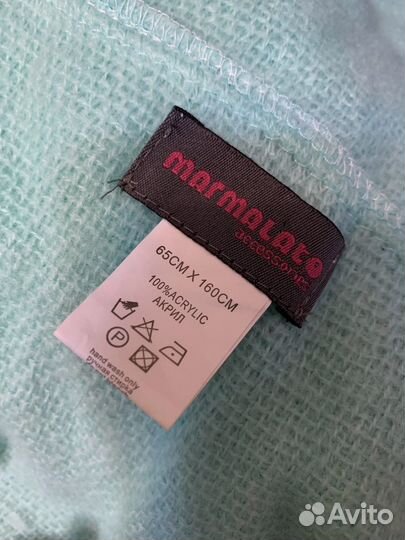 marmalato
accessories
65CM X 160CM
100%ACRYLIC
АКРИЛ
P
hand wash only
ручная стирка
Avito